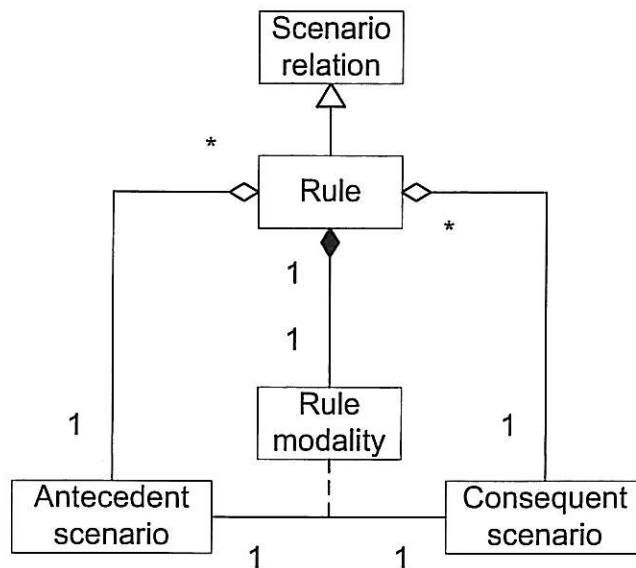 Scenario
relation
*
Rule
*
1
1
Rule
modality
1
1
Antecedent
scenario
Consequent
scenario
1
1